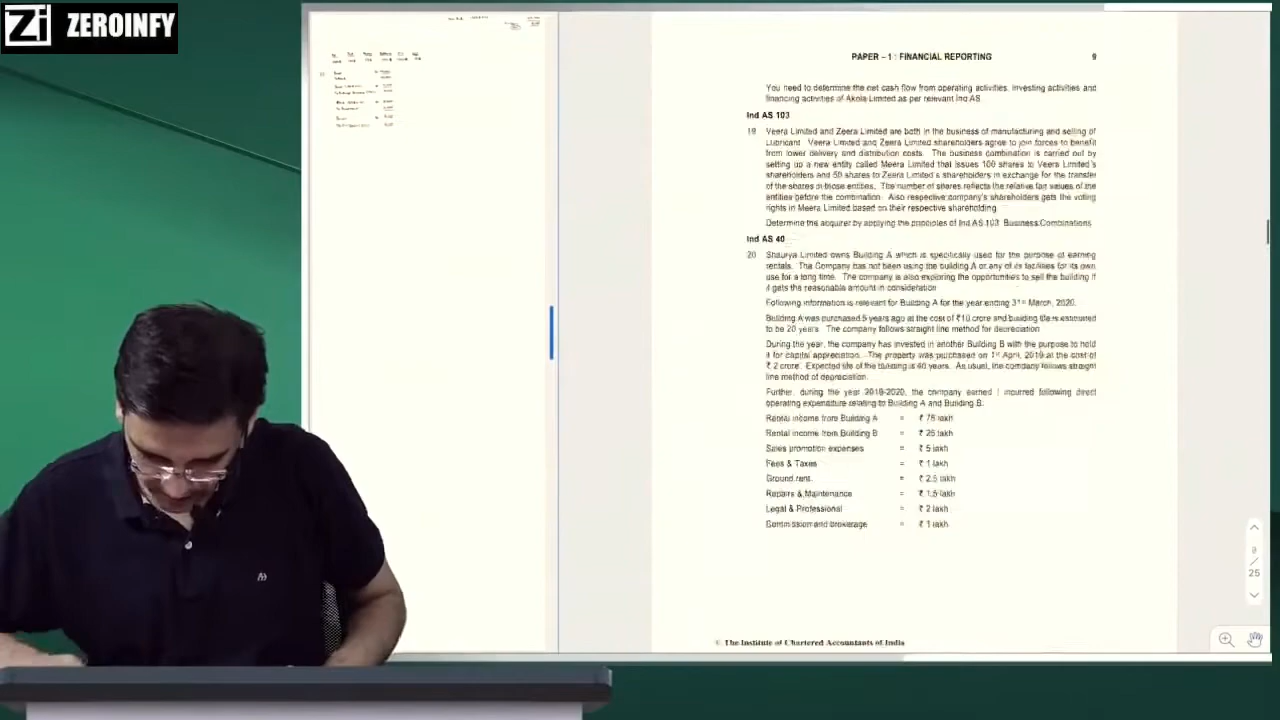 Zi ZEROINFY
PAPER – 1 : FINANCIAL REPORTING 9
You need to determine the net cash flow from operating activities, investing activities and
financing activities of Akola Limited as per relevant Ind AS.
Ind AS 103
19 Veera Limited and Zeera Limited are both in the business of manufacturing and selling of
Lubricant. Veera Limited and Zeera Limited shareholders agree to join forces to benefit
from lower delivery and distribution costs. The business combination is carried out by
setting up a new entity called Meera Limited that issues 100 shares to Veera Limited's
shareholders and 50 shares to Zeera Limited's shareholders in exchange for the transfer
of the shares in those entities. The number of shares reflects the relative fair values of the
entities before the combination. Also respective company's shareholders gets the voting
rights in Meera Limited based on their respective shareholding.
Determine the acquirer by applying the principles of Ind AS 103 Business Combinations
Ind AS 40
20 Shaurya Limited owns Building A which is specifically used for the purpose of earning
rentals. The Company has not been using the building A or any of its facilities for its own
use for a long time. The company is also exploring the opportunities to sell the building if
it gets the reasonable amount in consideration.
Following information is relevant for Building A for the year ending 31st March, 2020.
Building A was purchased 5 years ago at the cost of ₹10 crore and building life is estimated
to be 20 years. The company follows straight line method for depreciation.
During the year, the company has invested in another Building B with the purpose to hold
it for capital appreciation. The property was purchased on 1st April, 2019 at the cost of
₹ 2 crore. Expected life of the building is 40 years. As usual, the company follows straight
line method of depreciation.
Further, during the year 2019-2020, the company earned / incurred following direct
operating expenditure relating to Building A and Building B.
Rental income from Building A = ₹ 75 lakh
Rental income from Building B = ₹ 25 lakh
Sales promotion expenses = ₹ 5 lakh
Fees & Taxes = ₹ 1 lakh
Ground rent = ₹ 2.5 lakh
Repairs & Maintenance = ₹ 1.5 lakh
Legal & Professional = ₹ 2 lakh
Commission and brokerage = ₹ 1 lakh
9
/
25
© The Institute of Chartered Accountants of India